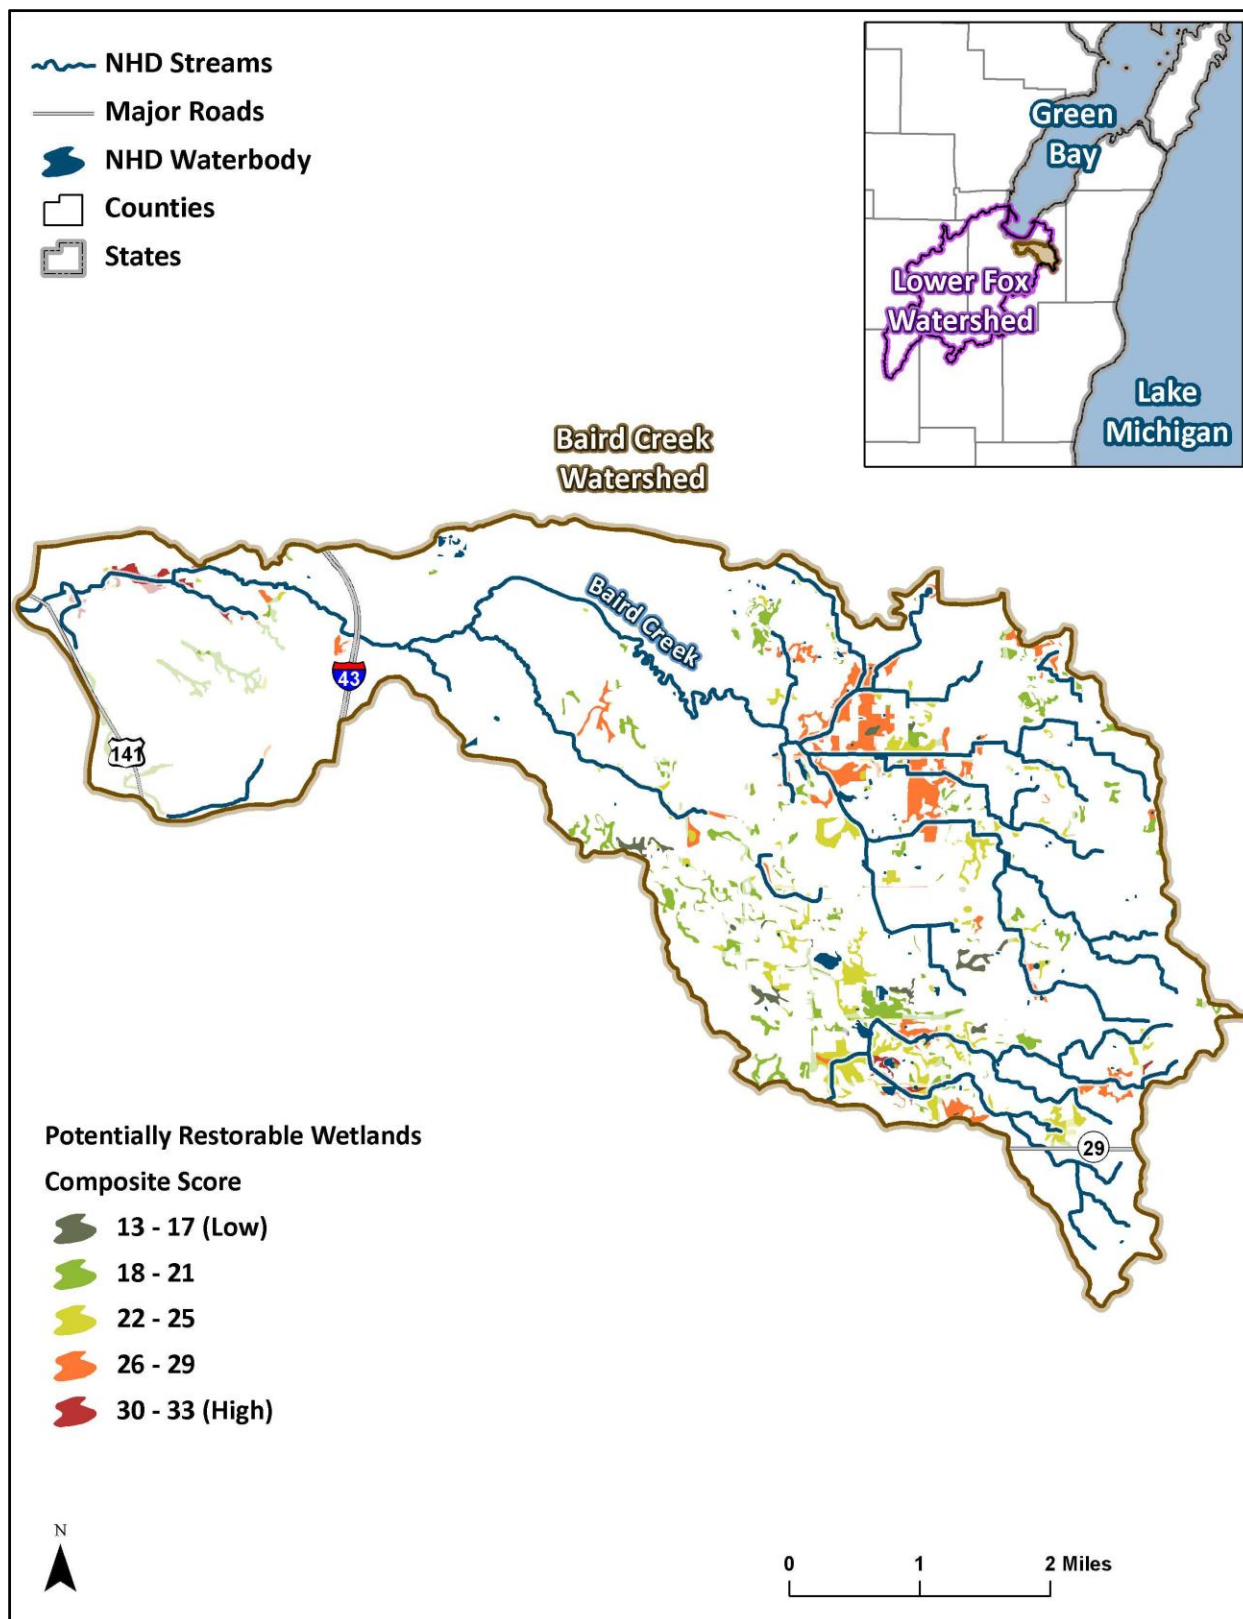 NHD Streams
Major Roads
NHD Waterbody
Counties
States
Green
Bay
Lower Fox
Watershed
Lake
Michigan
Baird Creek
Watershed
Baird Creek
43
141
29
Potentially Restorable Wetlands
Composite Score
13 - 17 (Low)
18 - 21
22 - 25
26 - 29
30 - 33 (High)
N
0 1 2 Miles